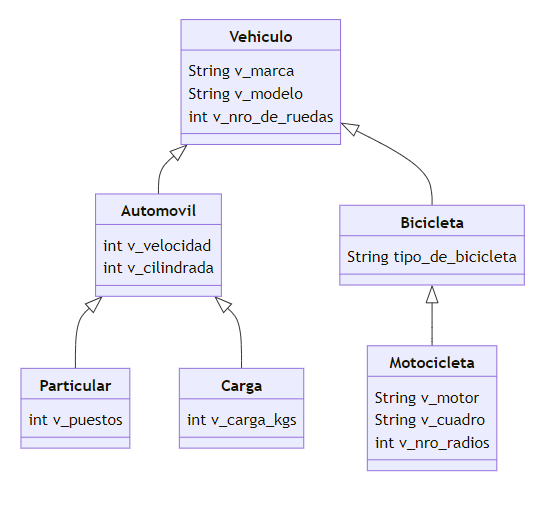 Vehiculo
String v_marca
String v_modelo
int v_nro_de_ruedas
Automovil
int v_velocidad
int v_cilindrada
Bicicleta
String tipo_de_bicicleta
Particular
int v_puestos
Carga
int v_carga_kgs
Motocicleta
String v_motor
String v_cuadro
int v_nro_radios